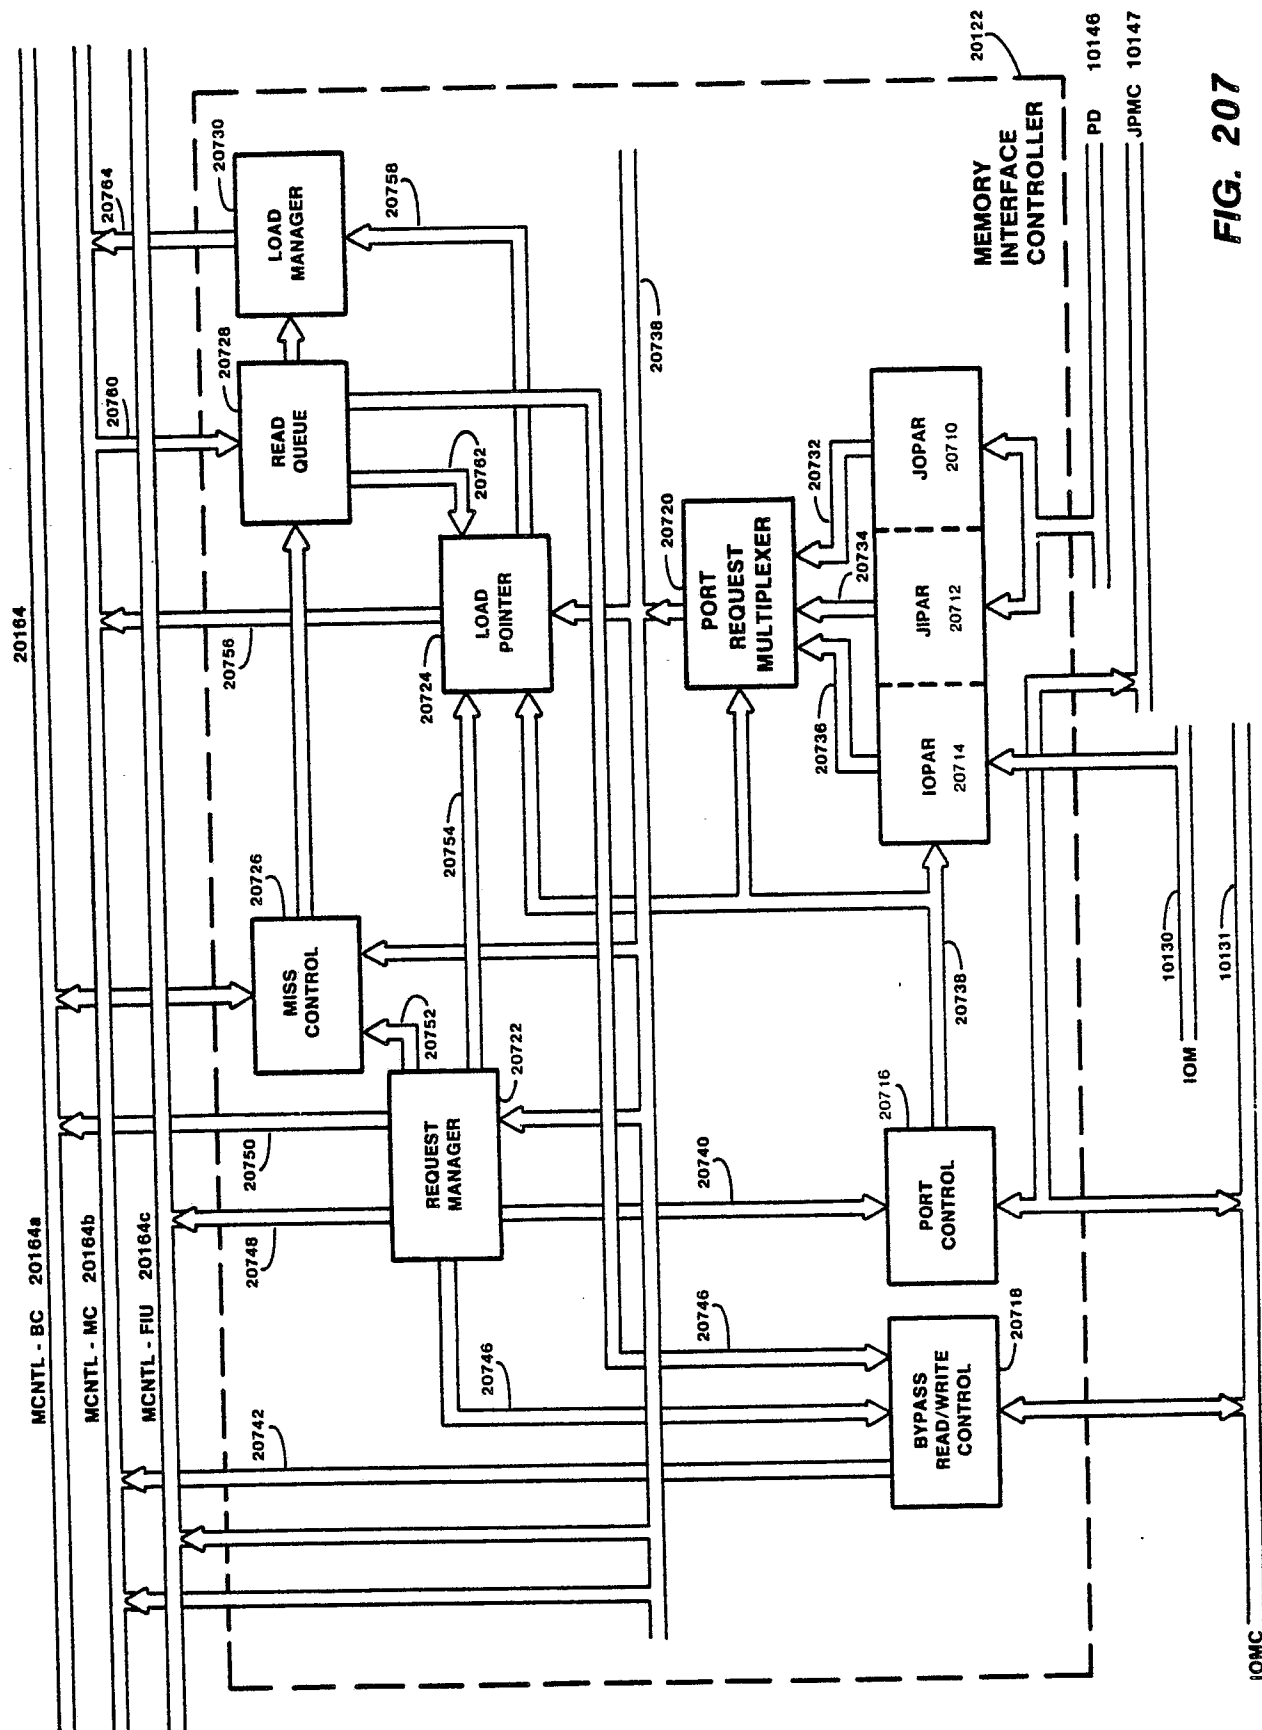 20164
MCNTL - BC 20164a
MCNTL - MC 20164b
MCNTL - FIU 20164c
20742
20748
20750
20756
20760
20764
20746
REQUEST
MANAGER
20722
20752
MISS
CONTROL
20726
20754
20724
LOAD
POINTER
20762
READ
QUEUE
20728
LOAD
MANAGER
20730
20758
20738
20746
20740
BYPASS
READ/WRITE
CONTROL
20718
PORT
CONTROL
20716
20738
PORT
REQUEST
MULTIPLEXER
20720
20736
20734
20732
IOPAR
20714
JIPAR
20712
JOPAR
20710
MEMORY
INTERFACE
CONTROLLER
20122
PD 10146
JPMC 10147
IOM
10130
10131
IOMC
FIG. 207